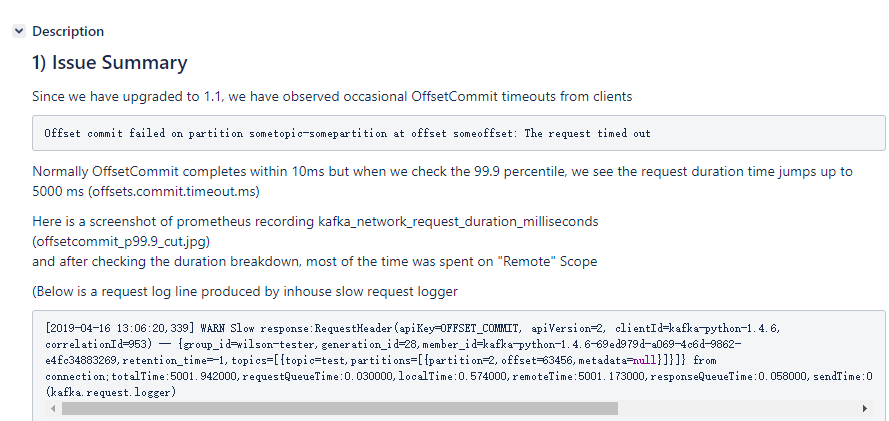 Description
1) Issue Summary
Since we have upgraded to 1.1, we have observed occasional OffsetCommit timeouts from clients
Offset commit failed on partition sometopic-somepartition at offset someoffset: The request timed out
Normally OffsetCommit completes within 10ms but when we check the 99.9 percentile, we see the request duration time jumps up to
5000 ms (offsets.commit.timeout.ms)
Here is a screenshot of prometheus recording kafka_network_request_duration_milliseconds
(offsetcommit_p99.9_cut.jpg)
and after checking the duration breakdown, most of the time was spent on "Remote" Scope
(Below is a request log line produced by inhouse slow request logger
[2019-04-16 13:06:20,339] WARN Slow response:RequestHeader(apiKey=OFFSET_COMMIT, apiVersion=2, clientId=kafka-python-1.4.6,
correlationId=953) -- {group_id=wilson-tester,generation_id=28,member_id=kafka-python-1.4.6-69ed979d-a069-4c6d-9862-
e4fc34883269,retention_time=-1,topics=[{topic=test,partitions=[{partition=2,offset=63456,metadata=null}]}]} from
connection;totalTime:5001.942000,requestQueueTime:0.030000,localTime:0.574000,remoteTime:5001.173000,responseQueueTime:0.058000,sendTime:0
(kafka.request.logger)